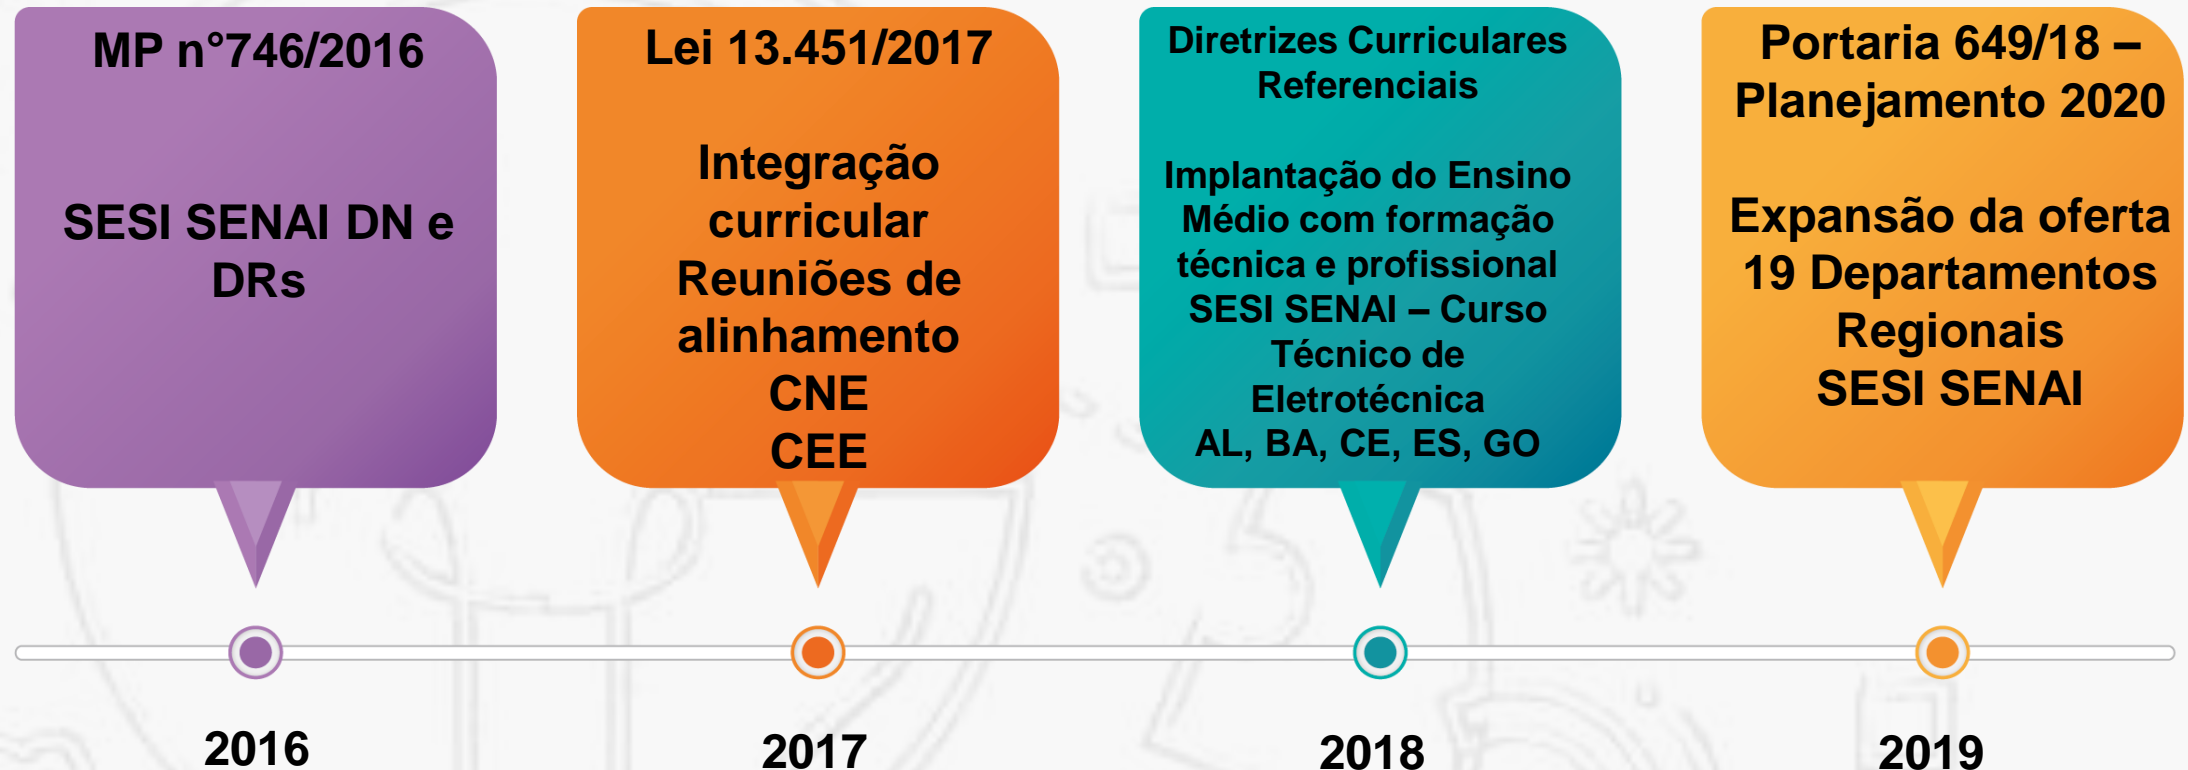 MP n°746/2016
SESI SENAI DN e
DRs
Lei 13.451/2017
Integração
curricular
Reuniões de
alinhamento
CNE
CEE
Diretrizes Curriculares
Referenciais
Implantação do Ensino
Médio com formação
técnica e profissional
SESI SENAI – Curso
Técnico de
Eletrotécnica
AL, BA, CE, ES, GO
Portaria 649/18 –
Planejamento 2020
Expansão da oferta
19 Departamentos
Regionais
SESI SENAI
2016
2017
2018
2019